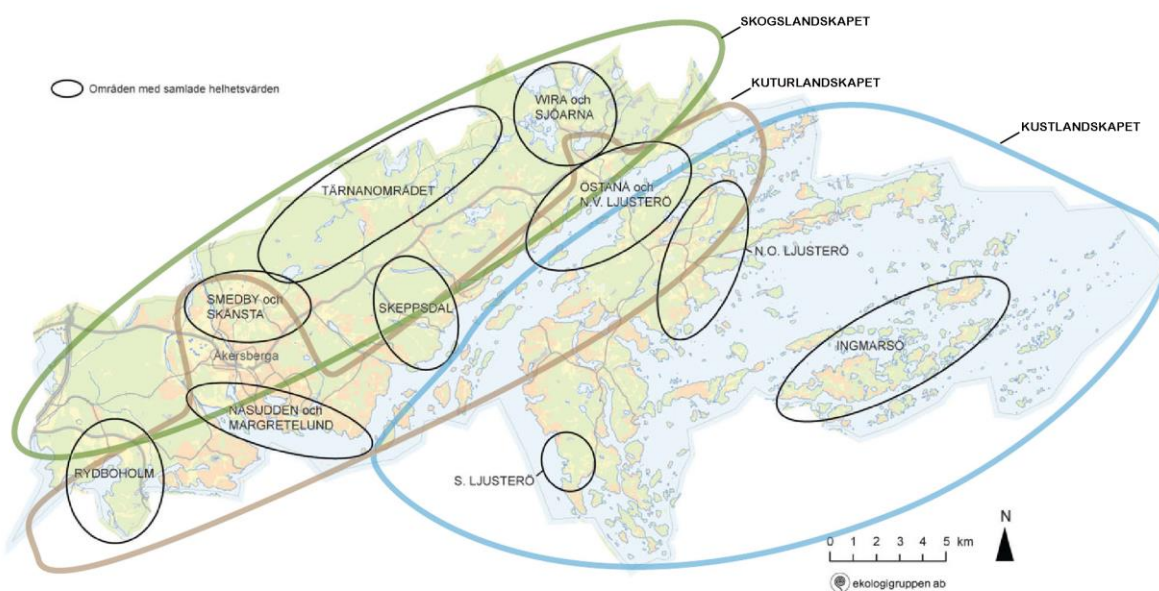 SKOGSLANDSKAPET
KUTURLANDSKAPET
KUSTLANDSKAPET
Områden med samlade helhetsvärden
WIRA och
SJÖARNA
TÄRNANOMRÅDET
ÖSTANÅ och
N.V. LJUSTERÖ
N.O. LJUSTERÖ
SMEDBY och
SKÅNSTA
SKEPPSDAL
Åkersberga
INGMARSÖ
NÄSUDDEN och
MARGRETELUND
RYDBOHOLM
S. LJUSTERÖ
N
0 1 2 3 4 5 km
ekologigruppen ab